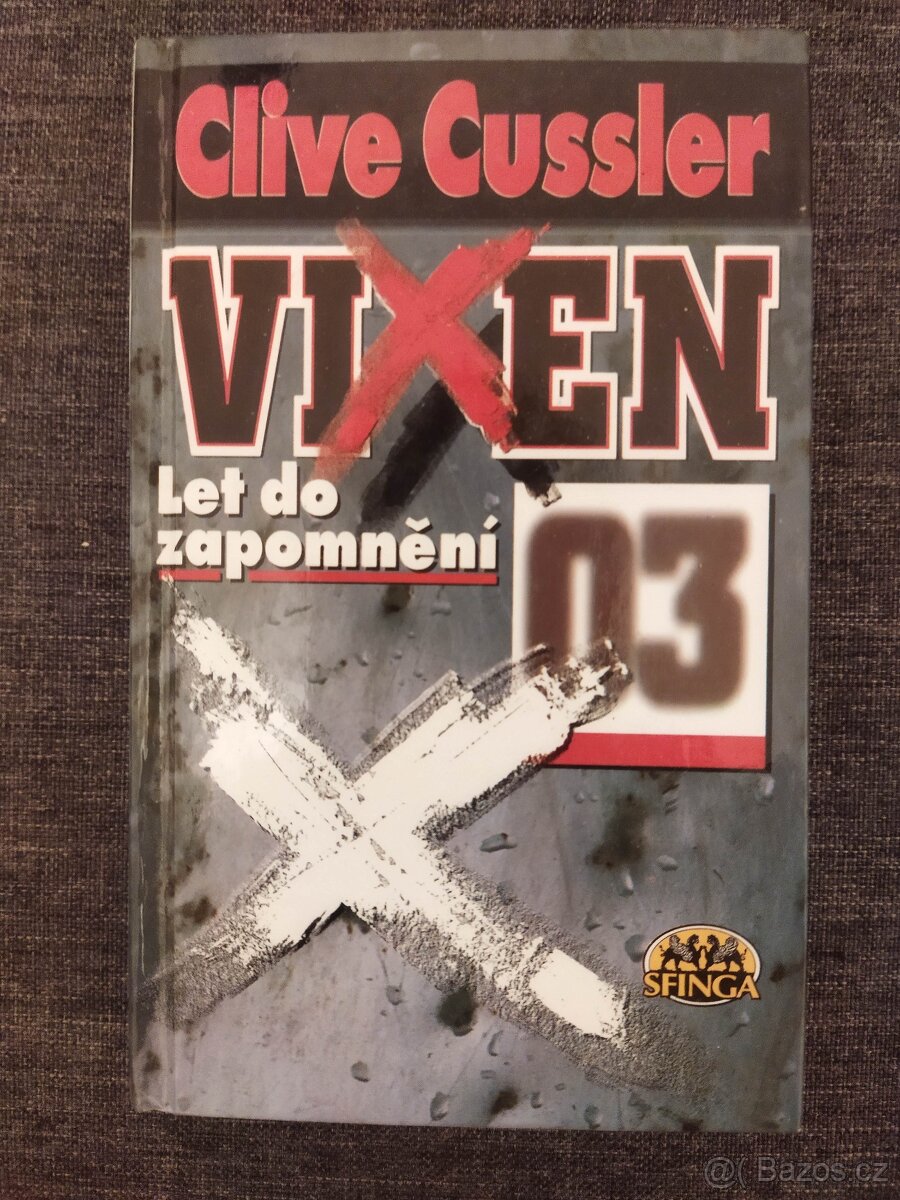 Clive Cussler
VIXEN
Let do
zapomnění
03
SFINGA
@( Bazos.cz